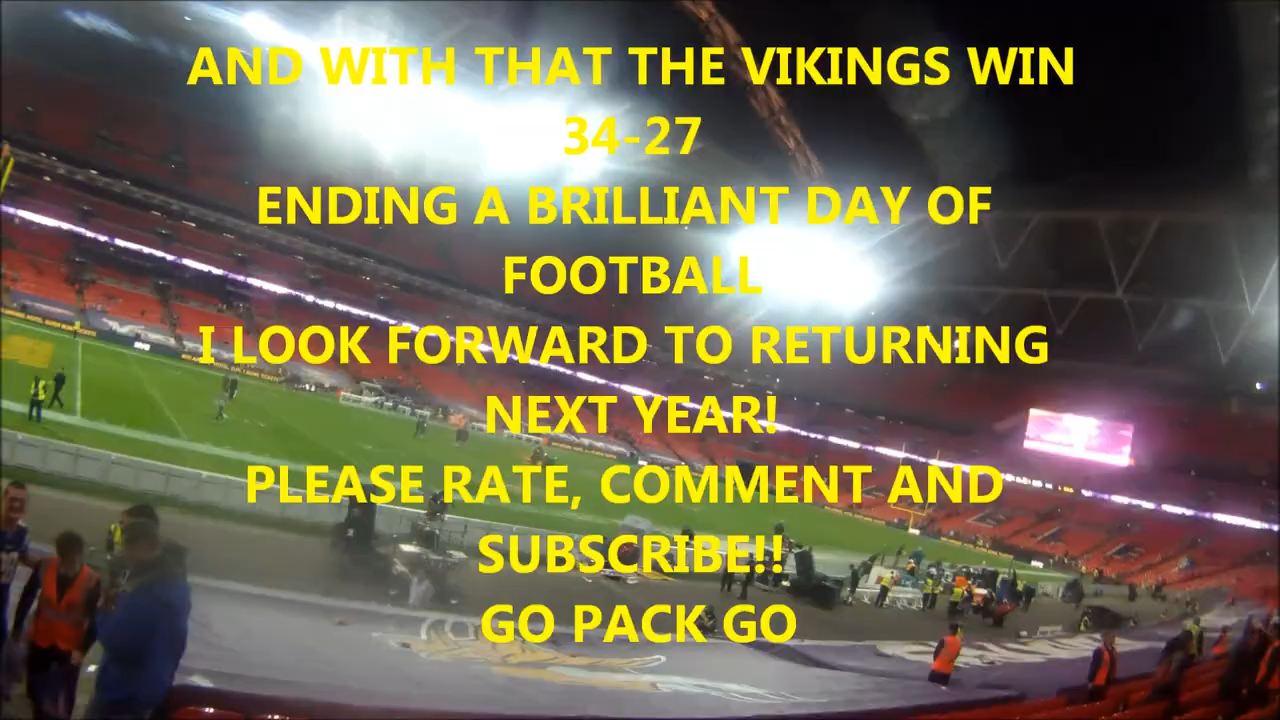 AND WITH THAT THE VIKINGS WIN
34-27
ENDING A BRILLIANT DAY OF
FOOTBALL
I LOOK FORWARD TO RETURNING
NEXT YEAR!
PLEASE RATE, COMMENT AND
SUBSCRIBE!!
GO PACK GO